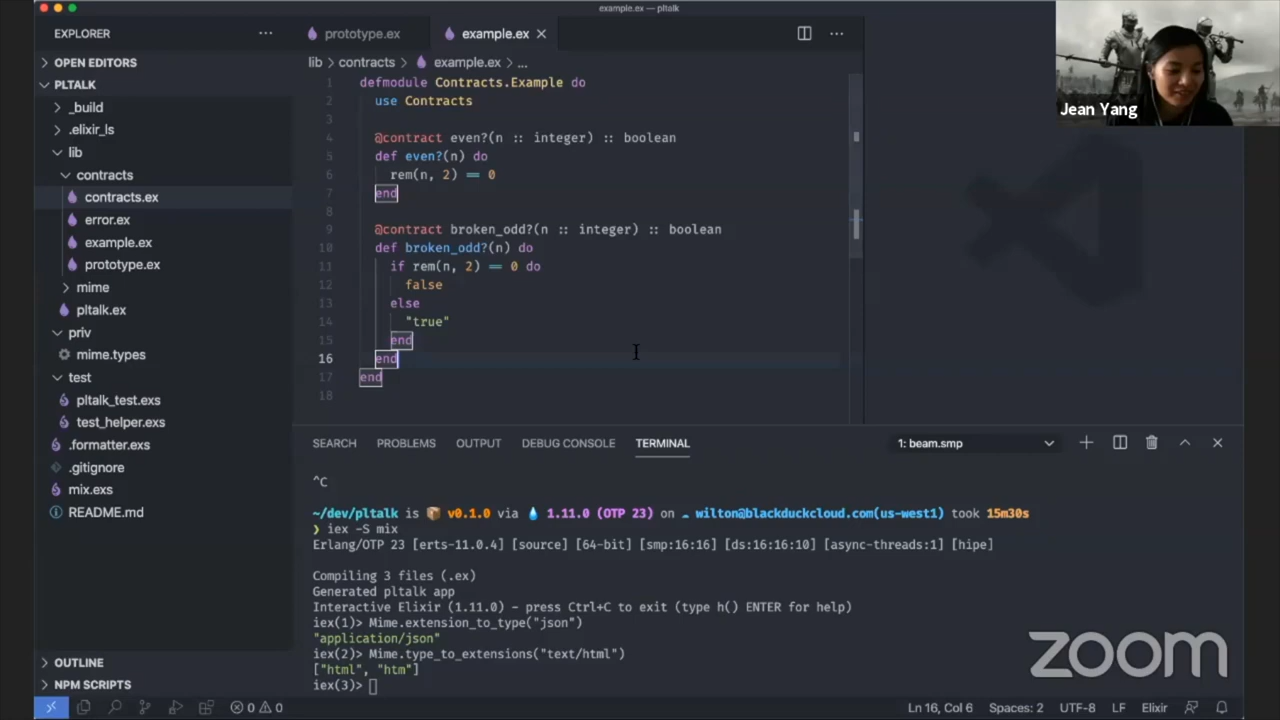 example.ex — pltalk
EXPLORER
OPEN EDITORS
PLTALK
_build
.elixir_ls
lib
contracts
contracts.ex
error.ex
example.ex
prototype.ex
mime
pltalk.ex
priv
mime.types
test
pltalk_test.exs
test_helper.exs
.formatter.exs
.gitignore
mix.exs
README.md
OUTLINE
NPM SCRIPTS
prototype.ex example.ex
lib contracts example.ex ...
1 defmodule Contracts.Example do
2 use Contracts
3
4 @contract even?(n :: integer) :: boolean
5 def even?(n) do
6 rem(n, 2) == 0
7 end
8
9 @contract broken_odd?(n :: integer) :: boolean
10 def broken_odd?(n) do
11 if rem(n, 2) == 0 do
12 false
13 else
14 "true"
15 end
16 end
17 end
18
SEARCH PROBLEMS OUTPUT DEBUG CONSOLE TERMINAL 1: beam.smp
^C
~/dev/pltalk is v0.1.0 via 1.11.0 (OTP 23) on wilton@blackduckcloud.com(us-west1) took 15m30s
❯ iex -S mix
Erlang/OTP 23 [erts-11.0.4] [source] [64-bit] [smp:16:16] [ds:16:16:10] [async-threads:1] [hipe]
Compiling 3 files (.ex)
Generated pltalk app
Interactive Elixir (1.11.0) - press Ctrl+C to exit (type h() ENTER for help)
iex(1)> Mime.extension_to_type("json")
"application/json"
iex(2)> Mime.type_to_extensions("text/html")
["html", "htm"]
iex(3)>
0 0 Ln 16, Col 6 Spaces: 2 UTF-8 LF Elixir
Jean Yang
zoom